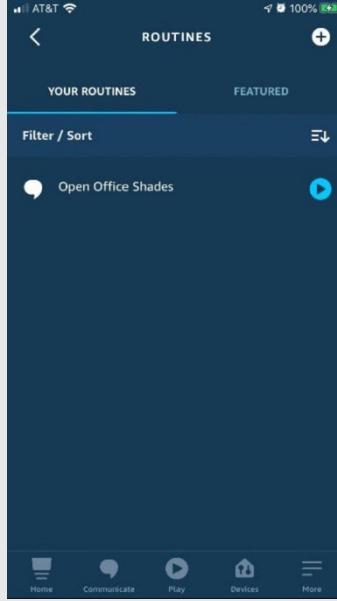 AT&T 100%
ROUTINES
YOUR ROUTINES FEATURED
Filter / Sort
Open Office Shades
Home Communicate Play Devices More